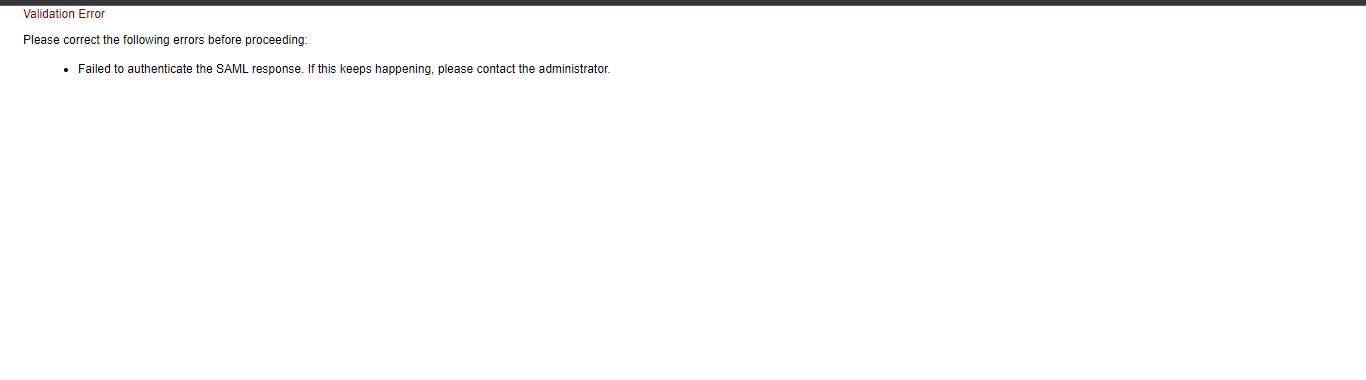 Validation Error
Please correct the following errors before proceeding:
• Failed to authenticate the SAML response. If this keeps happening, please contact the administrator.